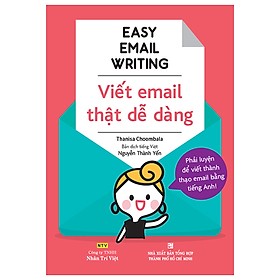 EASY
EMAIL
WRITING
Viết email
thật dễ dàng
Thanisa Choombala
Bản dịch tiếng Việt
Nguyễn Thành Yến
Phải luyện
để viết thành
thạo email bằng
tiếng Anh!
NTV
Công ty TNHH
Nhân Trí Việt
NHÀ XUẤT BẢN TỔNG HỢP
THÀNH PHỐ HỒ CHÍ MINH